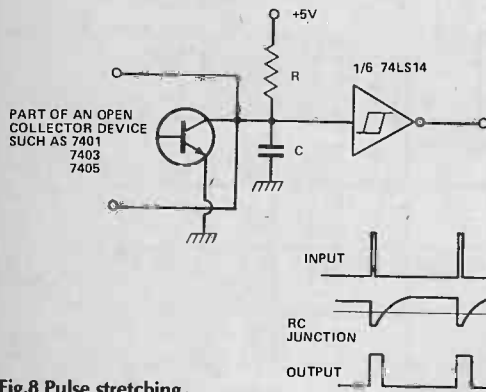 +5V
R
1/6 74LS14
PART OF AN OPEN
COLLECTOR DEVICE
SUCH AS 7401
7403
7405
C
INPUT
RC
JUNCTION
OUTPUT
Fig.8 Pulse stretching.